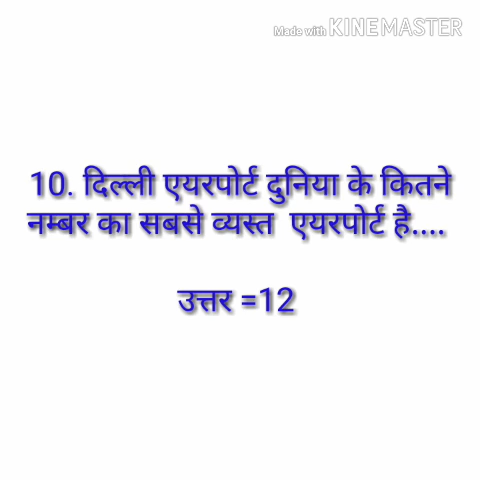 Made with KINEMASTER
10. दिल्ली एयरपोर्ट दुनिया के कितने
नम्बर का सबसे व्यस्त एयरपोर्ट है....
उत्तर =12